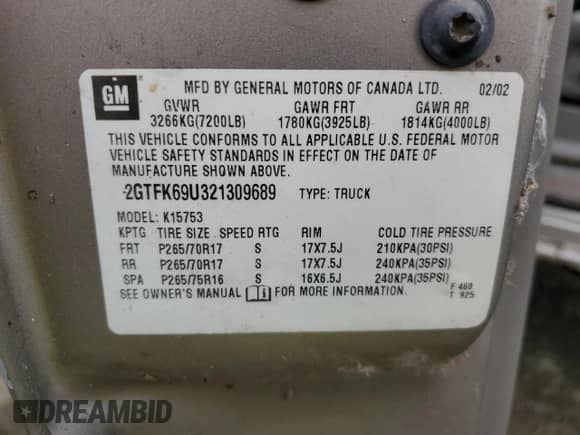 GM
MFD BY GENERAL MOTORS OF CANADA LTD. 02/02
GVWR GAWR FRT GAWR RR
3266KG(7200LB) 1780KG(3925LB) 1814KG(4000LB)
THIS VEHICLE CONFORMS TO ALL APPLICABLE U.S. FEDERAL MOTOR
VEHICLE SAFETY STANDARDS IN EFFECT ON THE DATE OF
MANUFACTURE SHOWN ABOVE.
2GTFK69U321309689 TYPE: TRUCK
MODEL: K15753
KPTG TIRE SIZE SPEED RTG RIM COLD TIRE PRESSURE
FRT P265/70R17 S 17X7.5J 210KPA(30PSI)
RR P265/70R17 S 17X7.5J 240KPA(35PSI)
SPA P265/75R16 S 16X6.5J 240KPA(35PSI)
SEE OWNER'S MANUAL FOR MORE INFORMATION.
F 460
T 925
DREAMBID